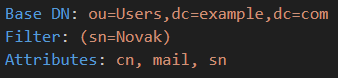 Base DN: ou=Users,dc=example,dc=com
Filter: (sn=Novak)
Attributes: cn, mail, sn